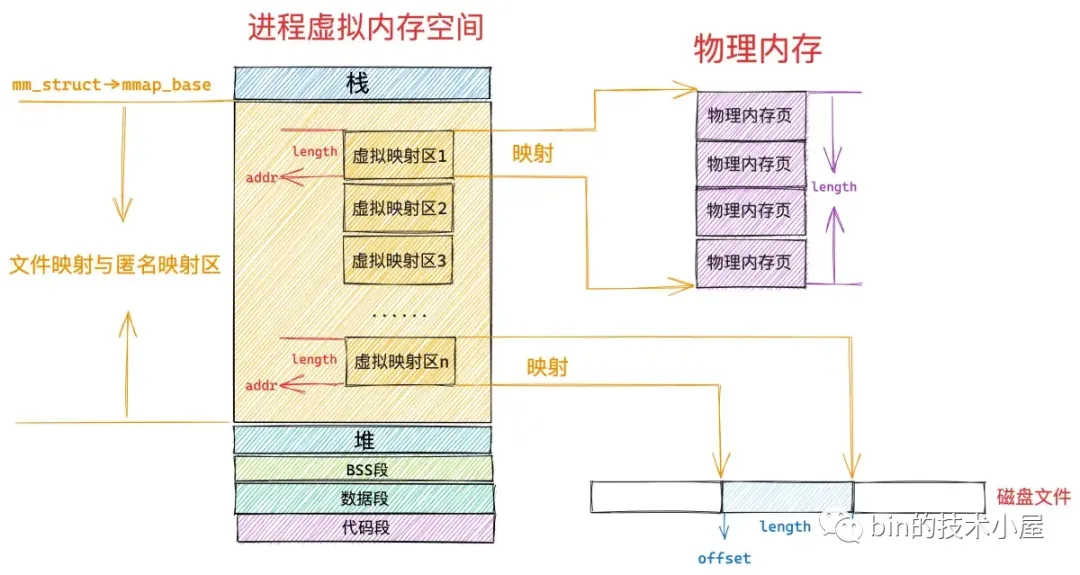 进程虚拟内存空间
物理内存
mm_struct→mmap_base
栈
length
虚拟映射区1
addr
映射
虚拟映射区2
虚拟映射区3
......
文件映射与匿名映射区
length
虚拟映射区n
addr
映射
物理内存页
物理内存页
物理内存页
物理内存页
length
堆
BSS段
数据段
代码段
磁盘文件
length
offset
bin的技术小屋